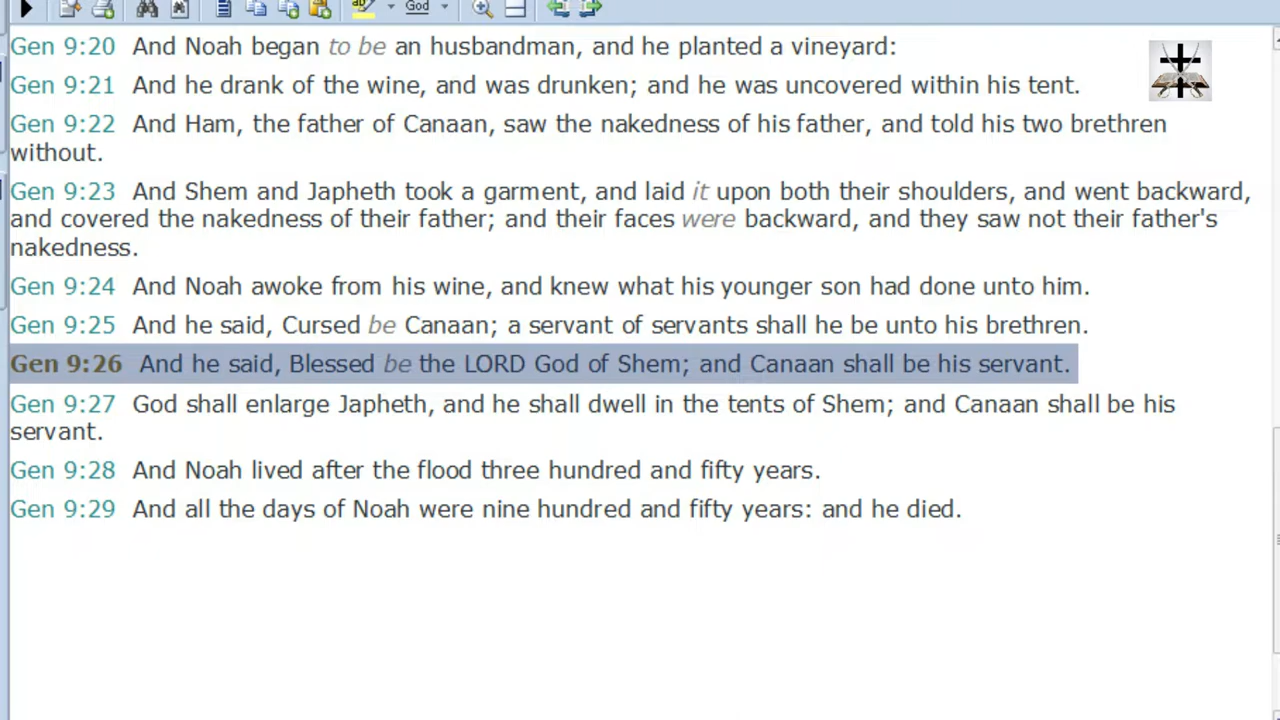 God
Gen 9:20 And Noah began to be an husbandman, and he planted a vineyard:
Gen 9:21 And he drank of the wine, and was drunken; and he was uncovered within his tent.
Gen 9:22 And Ham, the father of Canaan, saw the nakedness of his father, and told his two brethren
without.
Gen 9:23 And Shem and Japheth took a garment, and laid it upon both their shoulders, and went backward,
and covered the nakedness of their father; and their faces were backward, and they saw not their father's
nakedness.
Gen 9:24 And Noah awoke from his wine, and knew what his younger son had done unto him.
Gen 9:25 And he said, Cursed be Canaan; a servant of servants shall he be unto his brethren.
Gen 9:26 And he said, Blessed be the LORD God of Shem; and Canaan shall be his servant.
Gen 9:27 God shall enlarge Japheth, and he shall dwell in the tents of Shem; and Canaan shall be his
servant.
Gen 9:28 And Noah lived after the flood three hundred and fifty years.
Gen 9:29 And all the days of Noah were nine hundred and fifty years: and he died.